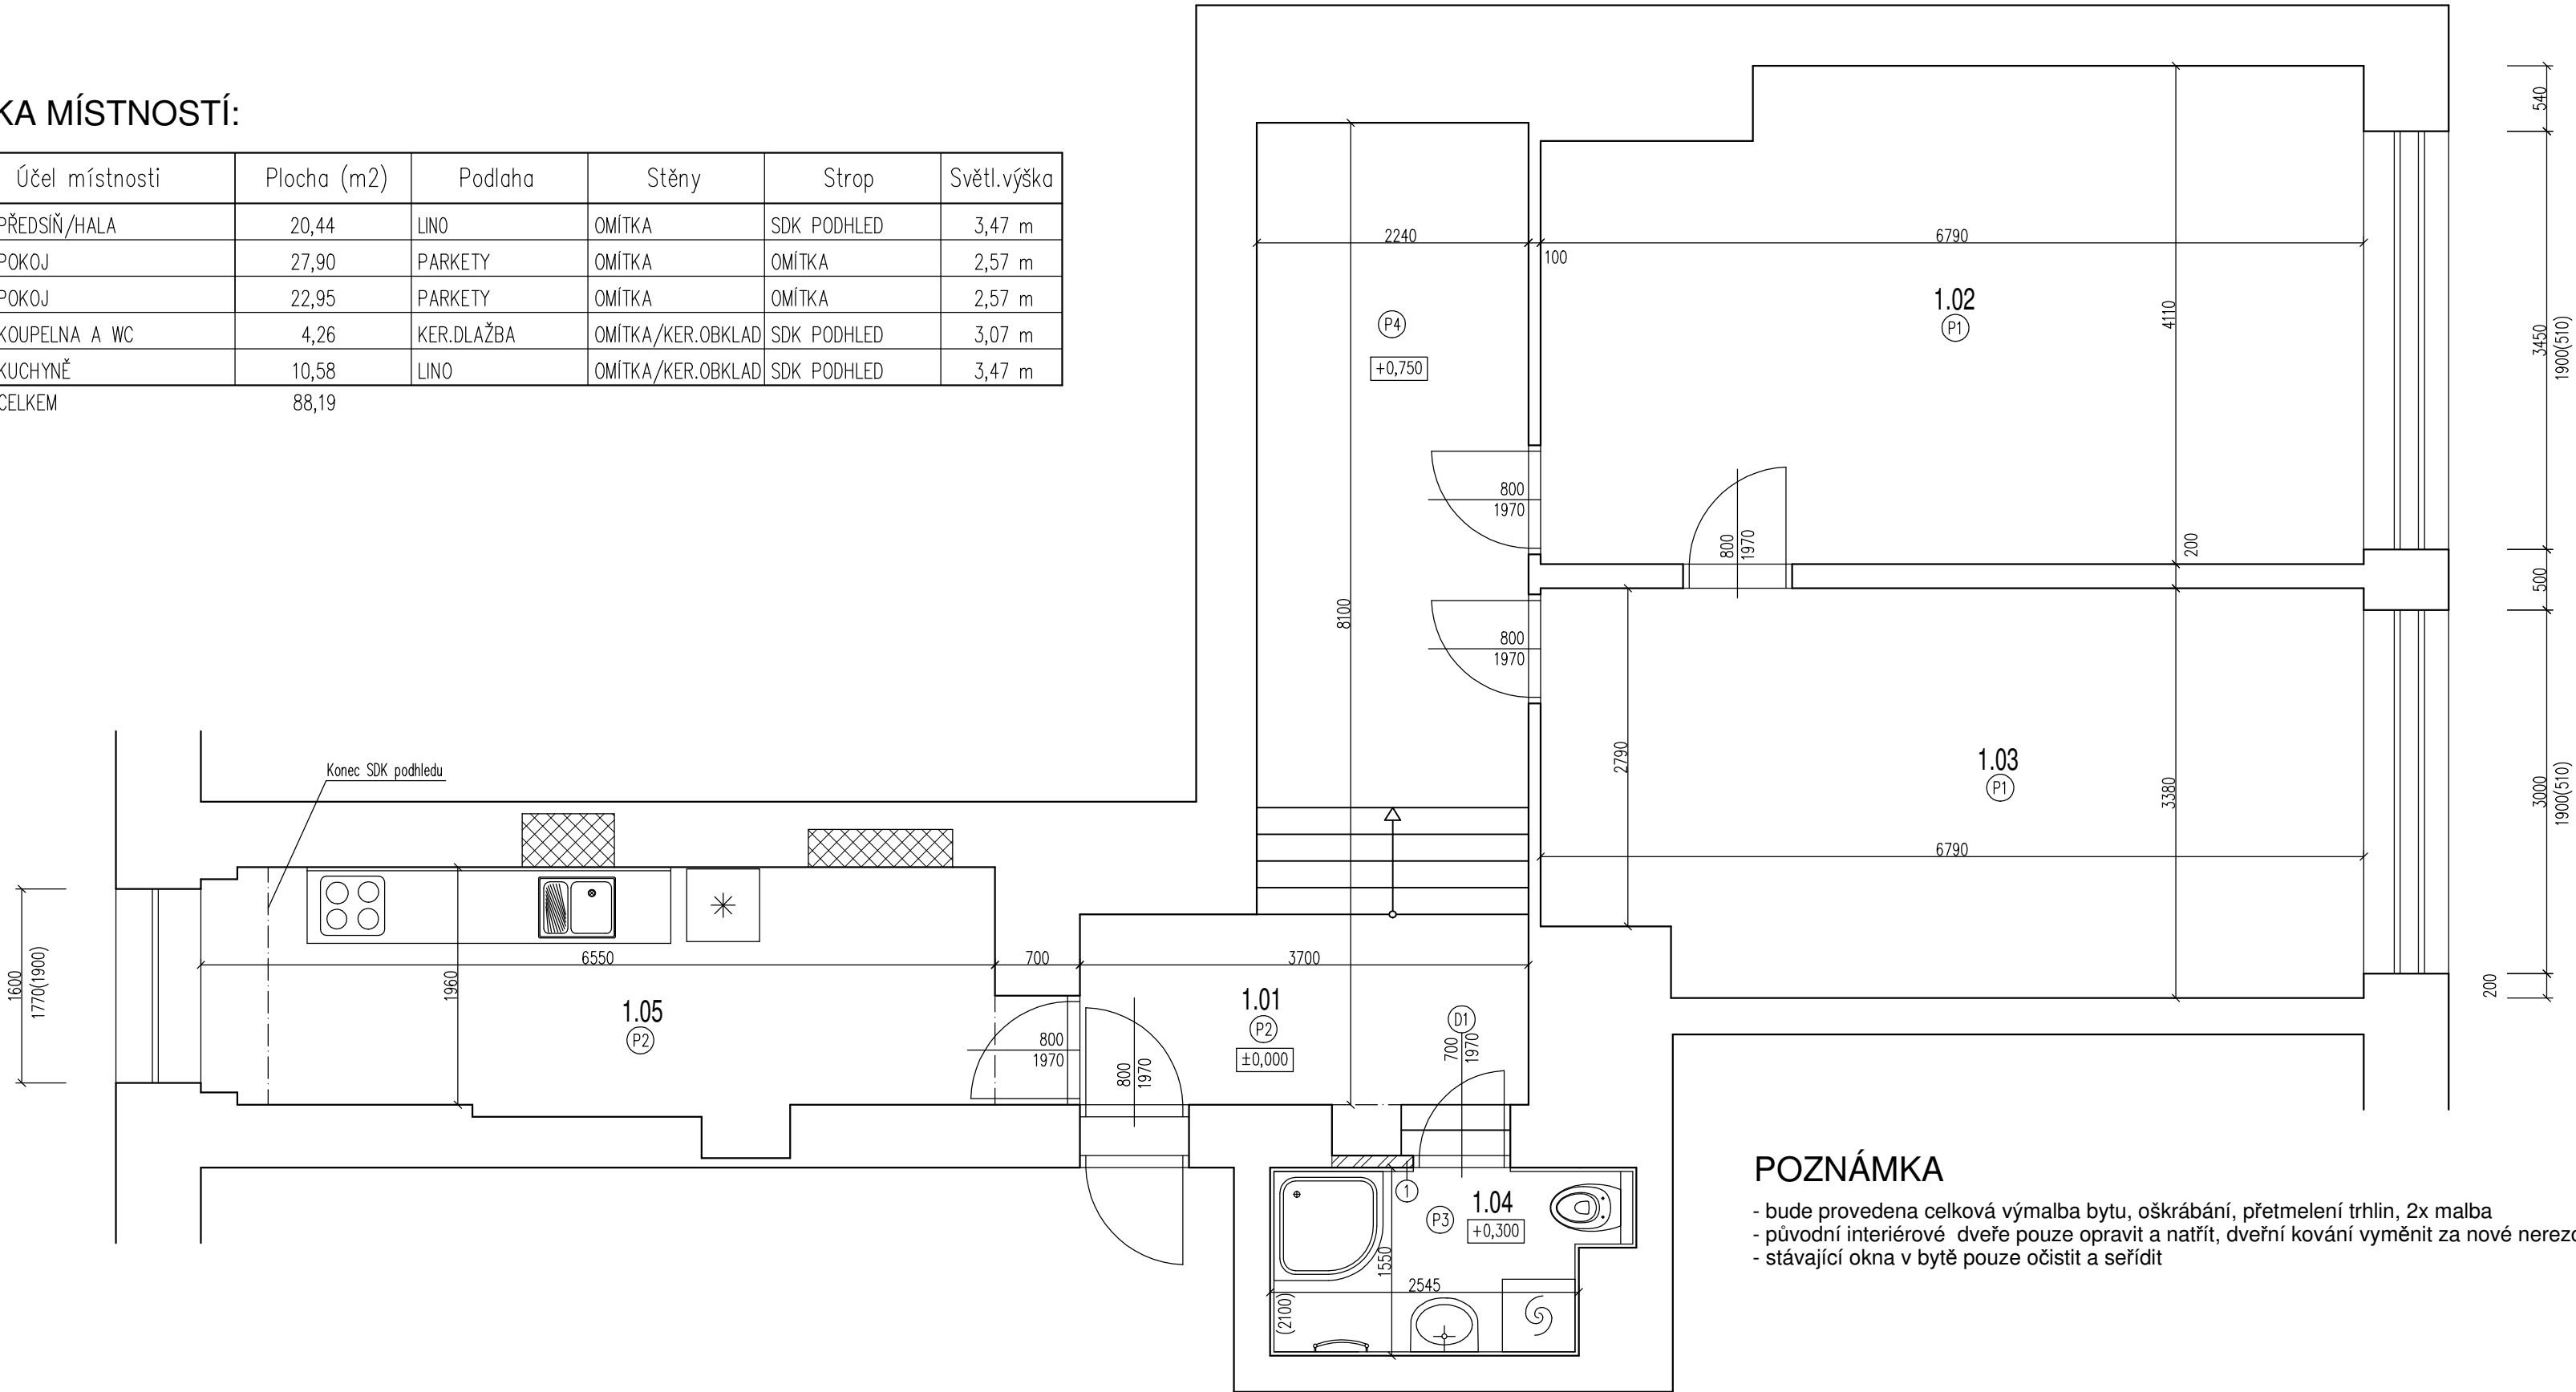 KA MÍSTNOSTÍ:
Účel místnosti Plocha (m2) Podlaha Stěny Strop Světl.výška
PŘEDSÍŇ/HALA 20,44 LINO OMÍTKA SDK PODHLED 3,47 m
POKOJ 27,90 PARKETY OMÍTKA OMÍTKA 2,57 m
POKOJ 22,95 PARKETY OMÍTKA OMÍTKA 2,57 m
KOUPELNA A WC 4,26 KER.DLAŽBA OMÍTKA/KER.OBKLAD SDK PODHLED 3,07 m
KUCHYNĚ 10,58 LINO OMÍTKA/KER.OBKLAD SDK PODHLED 3,47 m
CELKEM 88,19
540
2240
6790
100
1.02
P1
4110
3450
1900(510)
P4
+0,750
800
1970
800
1970
200
500
8100
800
1970
2790
1.03
P1
3380
3000
1900(510)
6790
Konec SDK podhledu
6550
700
3700
1960
1600
1770(1900)
200
1.05
P2
1.01
P2
±0,000
800
1970
800
1970
D1
700
1970
1
1.04
P3
+0,300
1550
2545
(2100)
POZNÁMKA
- bude provedena celková výmalba bytu, oškrábání, přetmelení trhlin, 2x malba
- původní interiérové dveře pouze opravit a natřít, dveřní kování vyměnit za nové nerezo
- stávající okna v bytě pouze očistit a seřídit